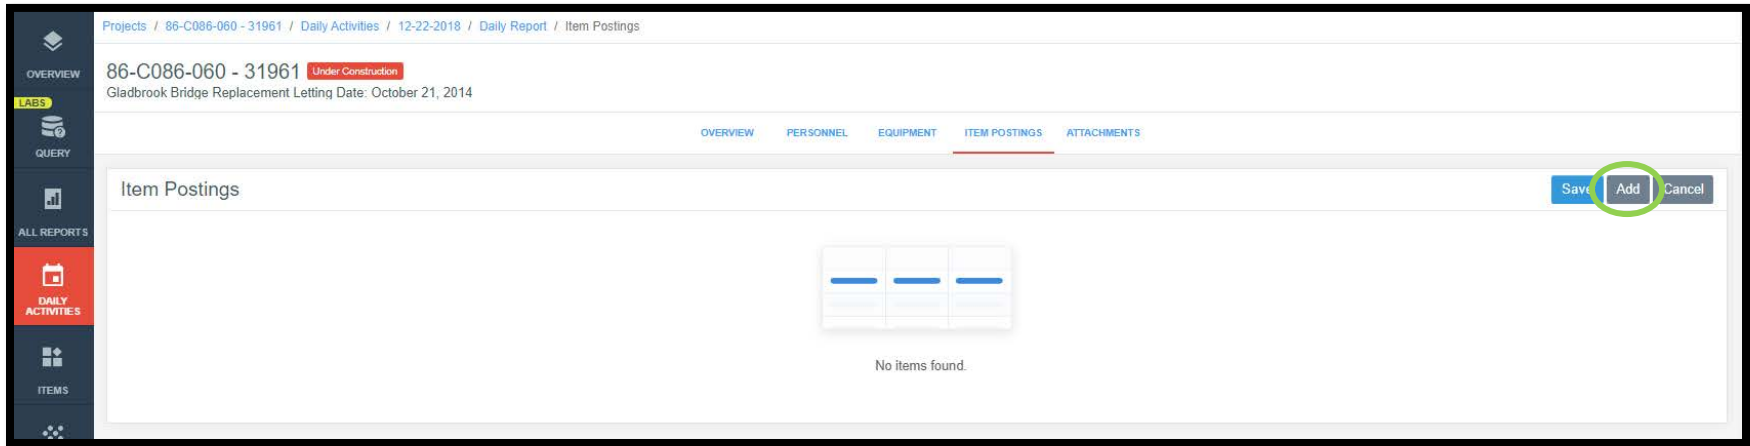 Projects / 86-C086-060 - 31961 / Daily Activities / 12-22-2018 / Daily Report / Item Postings
OVERVIEW
86-C086-060 - 31961 Under Construction
Gladbrook Bridge Replacement Letting Date: October 21, 2014
LABS
QUERY
OVERVIEW PERSONNEL EQUIPMENT ITEM POSTINGS ATTACHMENTS
Item Postings
Save Add Cancel
ALL REPORTS
DAILY
ACTIVITIES
No items found.
ITEMS